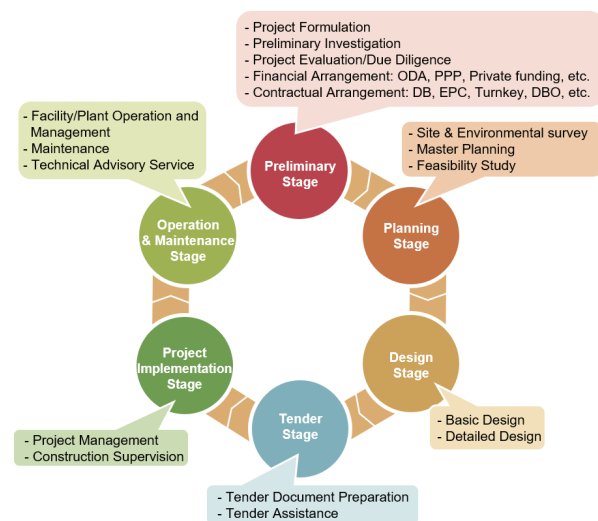 - Project Formulation
- Preliminary Investigation
- Project Evaluation/Due Diligence
- Financial Arrangement: ODA, PPP, Private funding, etc.
- Contractual Arrangement: DB, EPC, Turnkey, DBO, etc.
Preliminary
Stage
- Site & Environmental survey
- Master Planning
- Feasibility Study
Planning
Stage
Design
Stage
- Basic Design
- Detailed Design
Tender
Stage
- Tender Document Preparation
- Tender Assistance
Project
Implementation
Stage
- Project Management
- Construction Supervision
Operation
& Maintenance
Stage
- Facility/Plant Operation and
Management
- Maintenance
- Technical Advisory Service